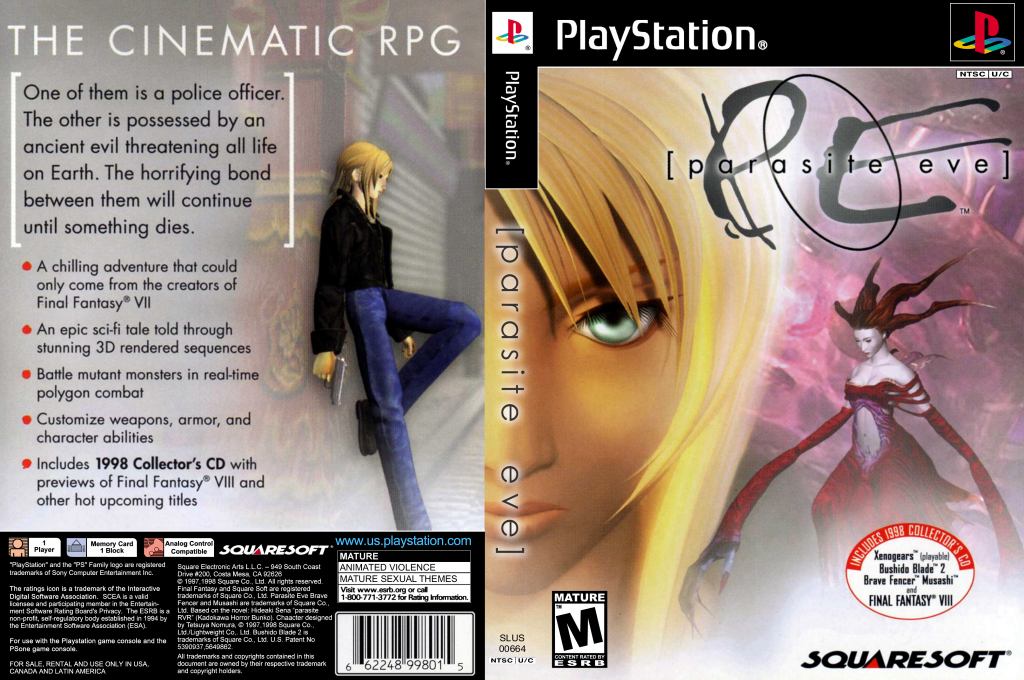 THE CINEMATIC RPG
One of them is a police officer.
The other is possessed by an
ancient evil threatening all life
on Earth. The horrifying bond
between them will continue
until something dies.
A chilling adventure that could
only come from the creators of
Final Fantasy® VII
An epic sci-fi tale told through
stunning 3D rendered sequences
Battle mutant monsters in real-time
polygon combat
Customize weapons, armor, and
character abilities
Includes 1998 Collector's CD with
previews of Final Fantasy® VIII and
other hot upcoming titles
1
Player
Memory Card
1 Block
Analog Control
Compatible
SQUARESOFT®
www.us.playstation.com
"PlayStation" and the "PS" Family logo are registered
trademarks of Sony Computer Entertainment Inc.
The ratings icon is a trademark of the Interactive
Digital Software Association. SCEA is a valid
licensee and participating member in the Entertain-
ment Software Rating Board's Privacy. The ESRB is a
non-profit, self-regulatory body established in 1994 by
the Entertainment Software Association (ESA).
For use with the Playstation game console and the
PSone game console.
FOR SALE, RENTAL AND USE ONLY IN USA,
CANADA AND LATIN AMERICA
Square Electronic Arts L.L.C. – 949 South Coast
Drive #200, Costa Mesa, CA 92626
© 1997,1998 Square Co., Ltd. All rights reserved.
Final Fantasy and Square Soft are registered
trademarks of Square Co., Ltd. Parasite Eve Brave
Fencer and Musashi are trademarks of Square Co.,
Ltd. Based on the novel: Hideaki Sena "parasite
RVR" (Kadokawa Horror Bunko). Chaacter designed
by Tetsuya Nomura, © 1997,1998 Square Co.,
Ltd./Lightweight Co., Ltd. Bushido Blade 2 is
trademarks of Square Co., Ltd. U.S. Patent No
5390937,5649862.
All trademarks and copyrights contained in this
document are owned by their respective trademark
and copyright holders.
MATURE
ANIMATED VIOLENCE
MATURE SEXUAL THEMES
Visit www.esrb.org or call
1-800-771-3772 for Rating Information.
6 62248 99801 5
PlayStation®
[parasite eve]
SLUS
00664
NTSC U/C
PlayStation®
NTSC U/C
PE
[parasite eve]
TM
INCLUDES 1998 COLLECTOR'S CD
Xenogears™ (playable)
Bushido Blade™ 2
Brave Fencer™ Musashi™
and
FINAL FANTASY® VIII
MATURE
TM
M
CONTENT RATED BY
ESRB
SQUARESOFT®